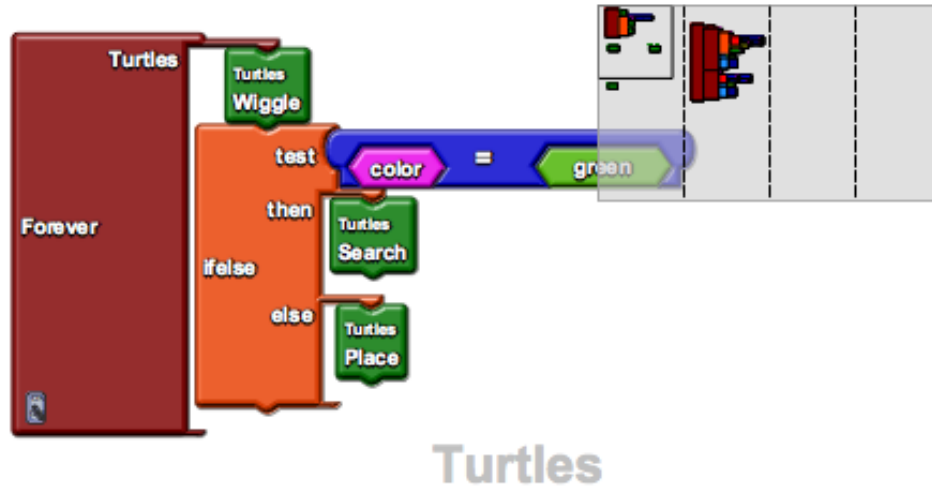 Turtles
Turtles
Wiggle
test
color = green
then
Forever
Turtles
Search
ifelse
else
Turtles
Place
Turtles